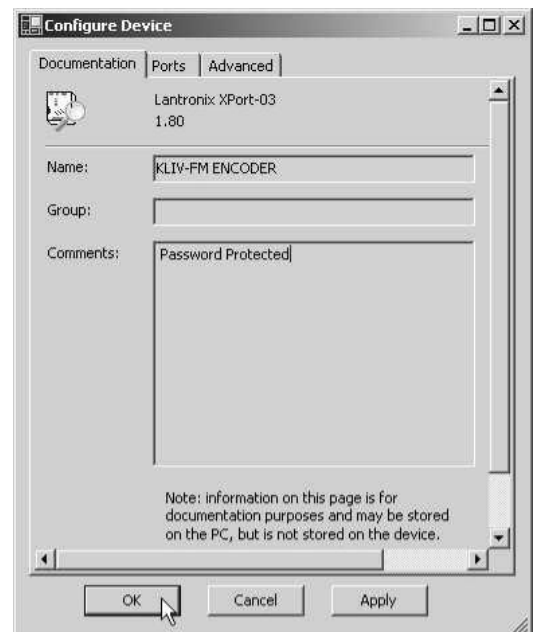 Configure Device
Documentation Ports Advanced
Lantronix XPort-03
1.80
Name: KLIV-FM ENCODER
Group:
Comments: Password Protected
Note: information on this page is for
documentation purposes and may be stored
on the PC, but is not stored on the device.
OK Cancel Apply